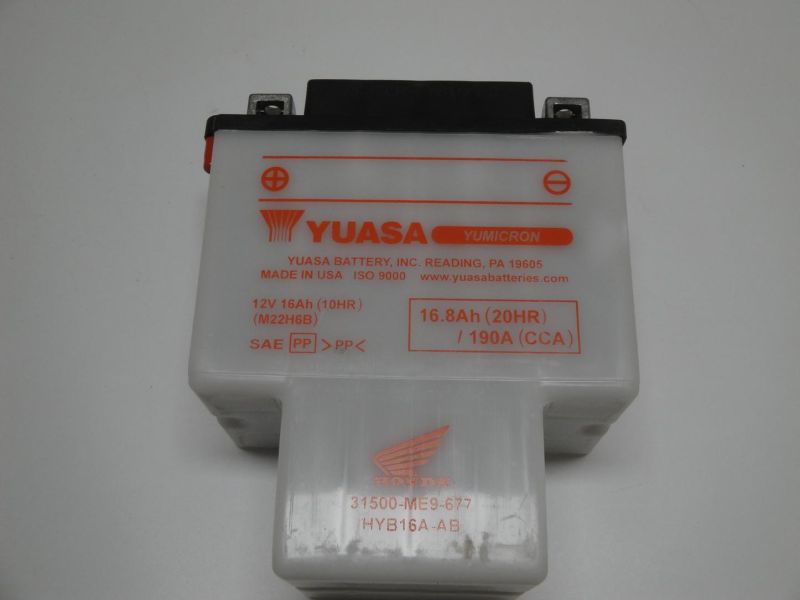 YUASA YUMICRON
YUASA BATTERY, INC. READING, PA 19605
MADE IN USA ISO 9000 www.yuasabatteries.com
12V 16Ah (10HR)
(M22H6B)
SAE PP >PP<
16.8Ah (20HR)
/ 190A (CCA)
HONDA
31500-ME9-677
HYB16A-AB